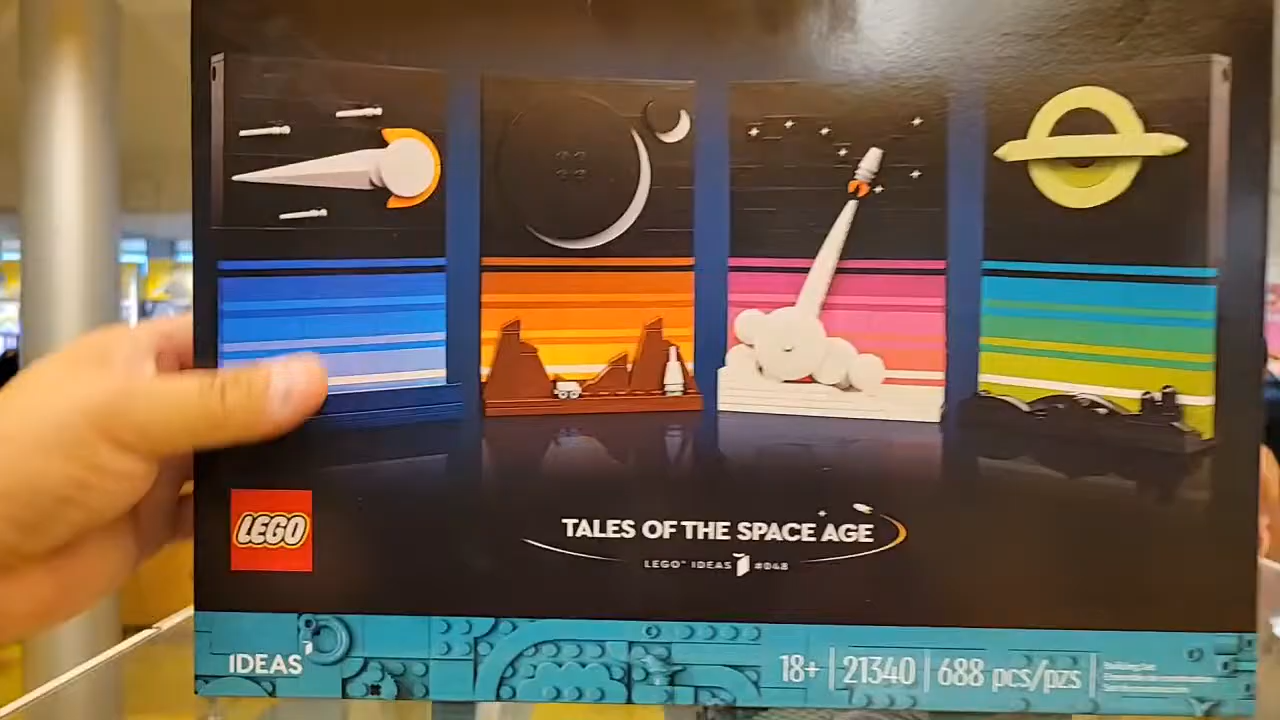 LEGO
TALES OF THE SPACE AGE
LEGO® IDEAS #048
IDEAS
18+ 21340 688 pcs/pzs